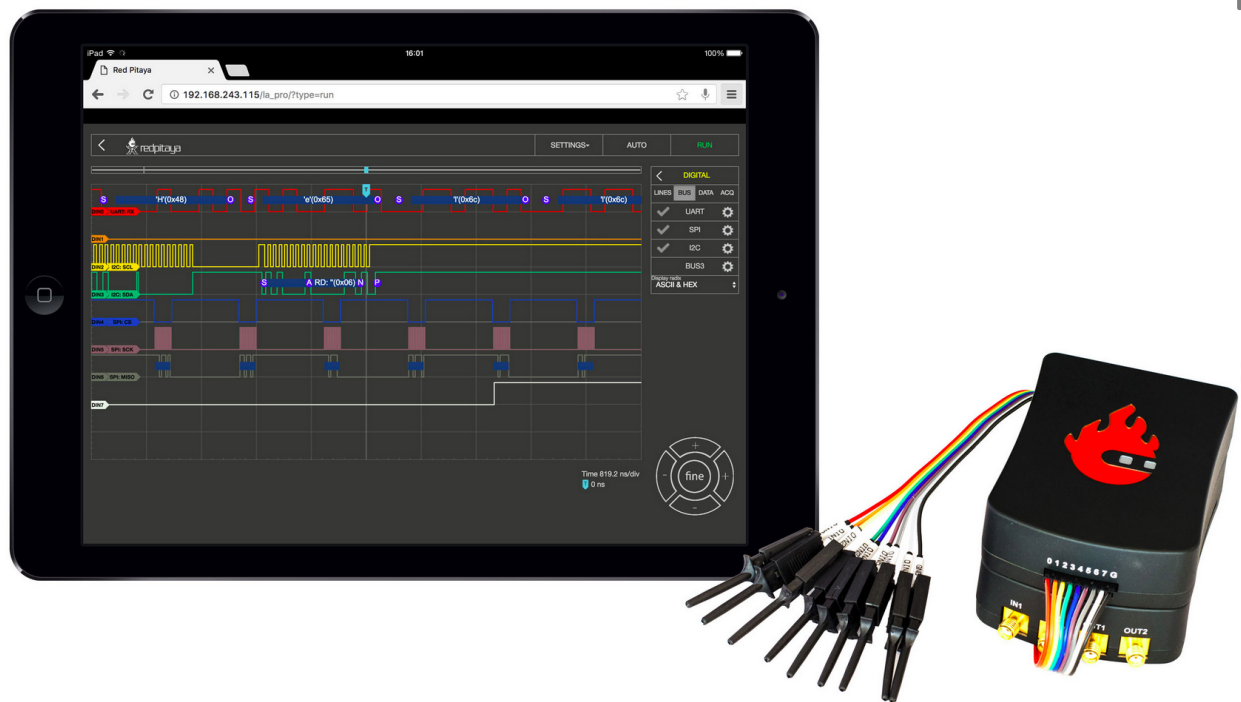 iPad 16:01 100%
Red Pitaya
192.168.243.115/la_pro/?type=run
redpitaya SETTINGS AUTO RUN
DIGITAL
LINES BUS DATA ACQ
UART
SPI
I2C
BUS3
Display radix
ASCII & HEX
S 'H'(0x48) O S 'e'(0x65) O S 'l'(0x6c) O S 'l'(0x6c)
DIN1
DIN2 I2C: SCL
S A RD: ''(0x06) N P
DIN3 I2C: SDA
DIN4 SPI: CS
DIN5 SPI: SCK
DIN6 SPI: MISO
DIN7
T
Time 819.2 ns/div
T 0 ns
+
- fine +
-
0 1 2 3 4 5 6 7 G
IN1
OUT2